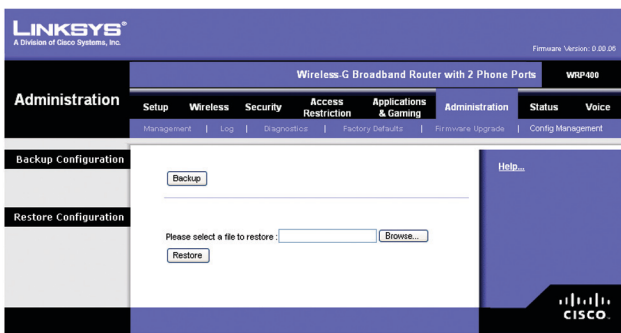 LINKSYS®
A Division of Cisco Systems, Inc.
Firmware Version: 0.00.06
Wireless-G Broadband Router with 2 Phone Ports WRP400
Administration
Setup Wireless Security Access Restriction Applications & Gaming Administration Status Voice
Management | Log | Diagnostics | Factory Defaults | Firmware Upgrade | Config Management
Backup Configuration
Help...
Backup
Restore Configuration
Please select a file to restore : Browse...
Restore
CISCO.